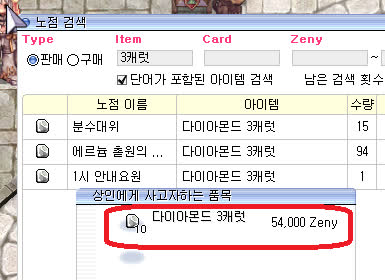 노점 검색
Type Item Card Zeny
판매 구매 3캐럿 ~
단어가 포함된 아이템 검색 남은 검색 횟수
노점 이름 아이템 수량
분수대위 다이아몬드 3캐럿 15
에르늄 출원의 ... 다이아몬드 3캐럿 94
1시 안내요원 다이아몬드 3캐럿 1
상인에게 사고자하는 품목
다이아몬드 3캐럿 54,000 Zeny
10